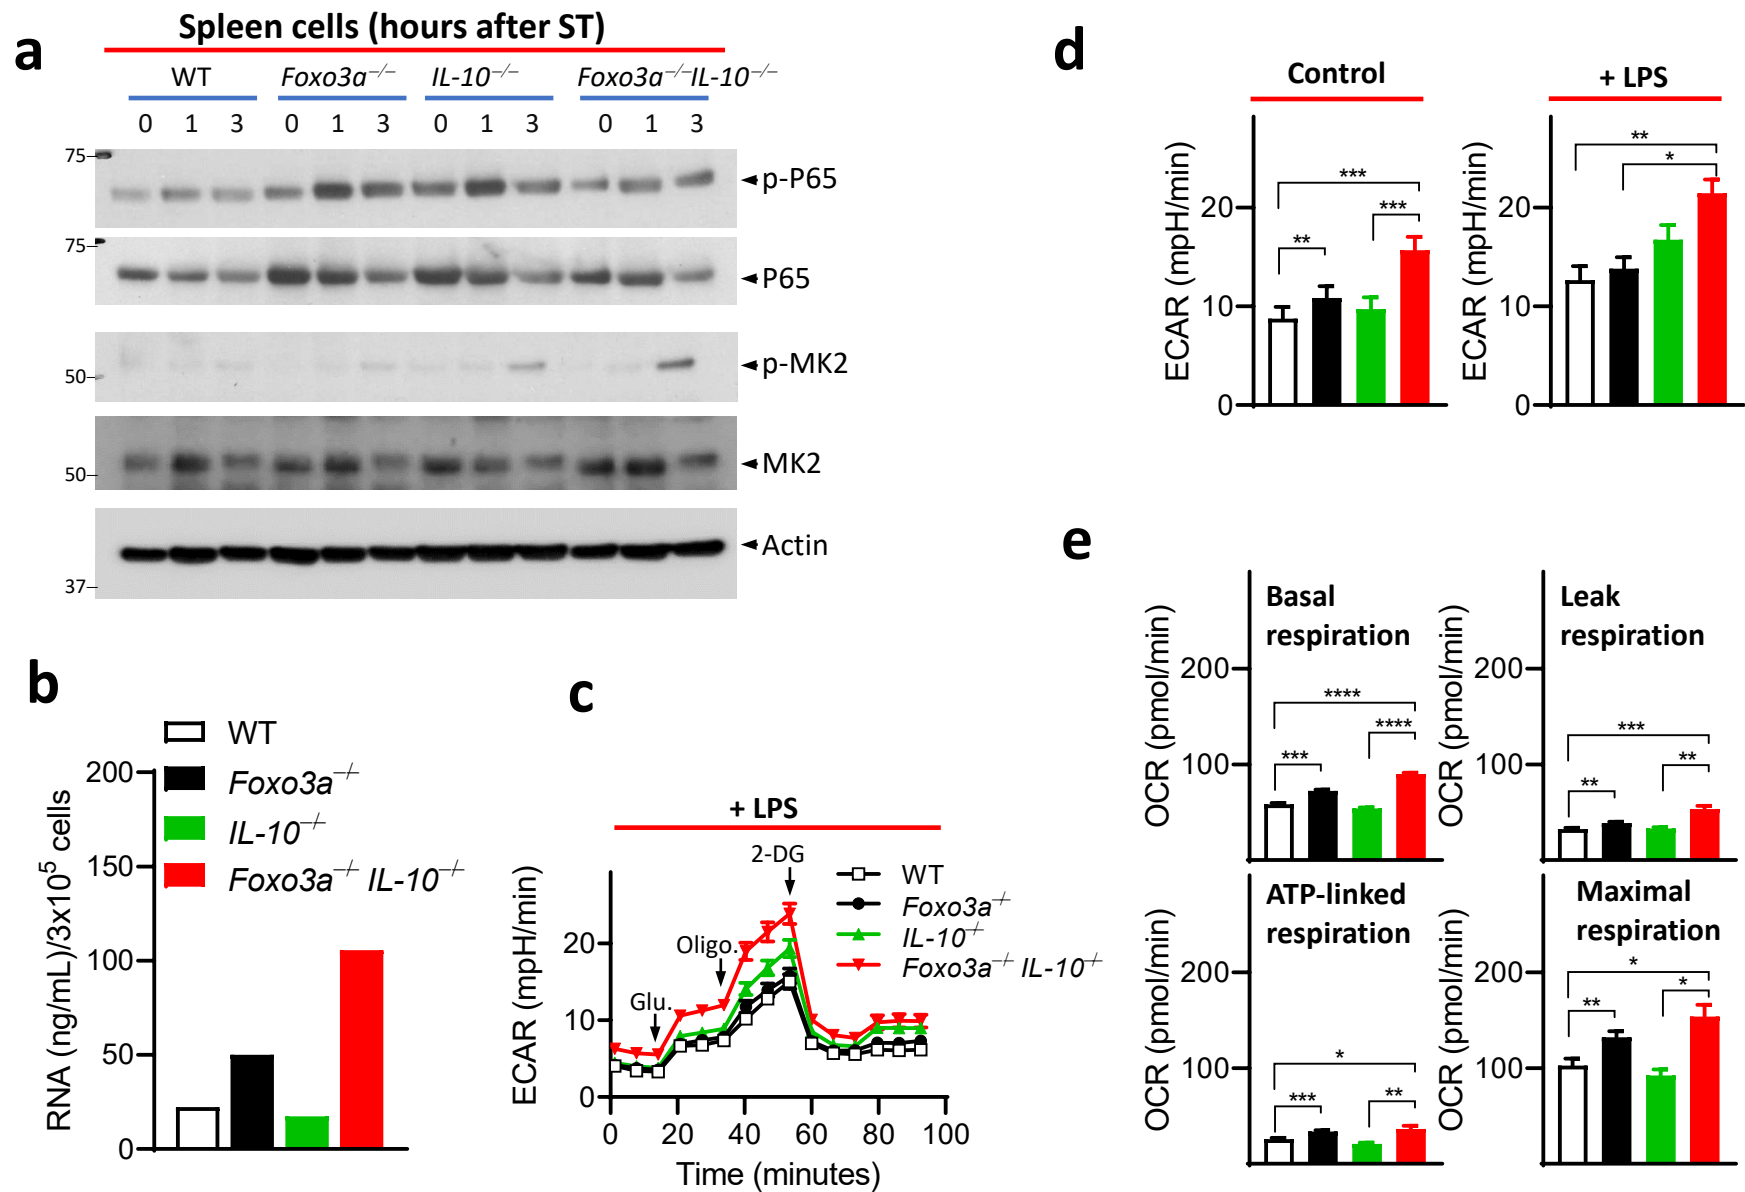 a
Spleen cells (hours after ST)
WT Foxo3a−/− IL-10−/− Foxo3a−/−IL-10−/−
0 1 3 0 1 3 0 1 3 0 1 3
75
p-P65
75
P65
p-MK2
50
MK2
50
Actin
37
b
WT
Foxo3a−/−
IL-10−/−
Foxo3a−/− IL-10−/−
RNA (ng/mL)/3x10⁵ cells
200
150
100
50
0
c
+ LPS
2-DG
Oligo.
Glu.
WT
Foxo3a−/−
IL-10−/−
Foxo3a−/− IL-10−/−
ECAR (mpH/min)
20
10
0
0 20 40 60 80 100
Time (minutes)
d
Control
ECAR (mpH/min)
20
10
0
***
***
**
+ LPS
ECAR (mpH/min)
20
10
0
**
*
e
Basal
respiration
OCR (pmol/min)
200
100
****
****
***
Leak
respiration
OCR (pmol/min)
200
100
***
**
**
ATP-linked
respiration
OCR (pmol/min)
200
100
*
**
***
Maximal
respiration
OCR (pmol/min)
200
100
*
*
**